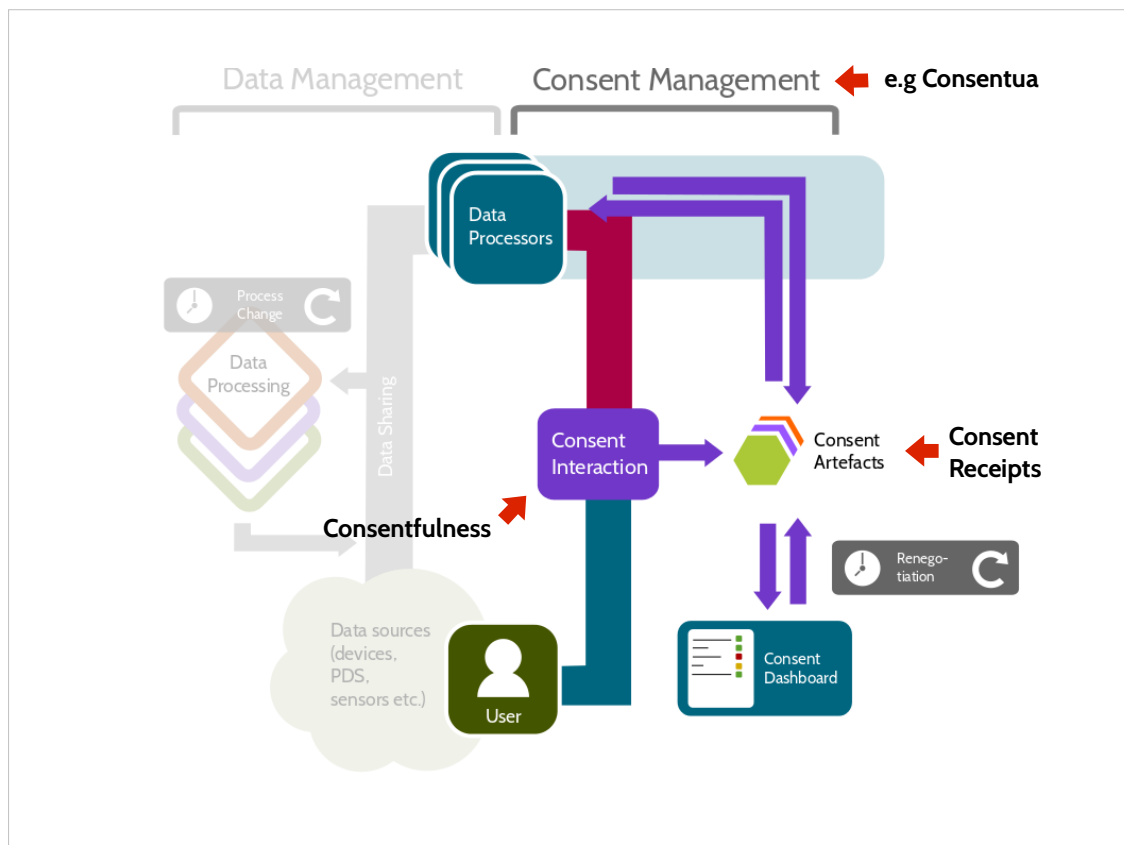 Data Management
Consent Management
e.g Consentua
Data
Processors
Process
Change
Data
Processing
Data Sharing
Consent
Interaction
Consent
Artefacts
Consent
Receipts
Consentfulness
Renego-
tiation
Data sources
(devices,
PDS,
sensors etc.)
User
Consent
Dashboard